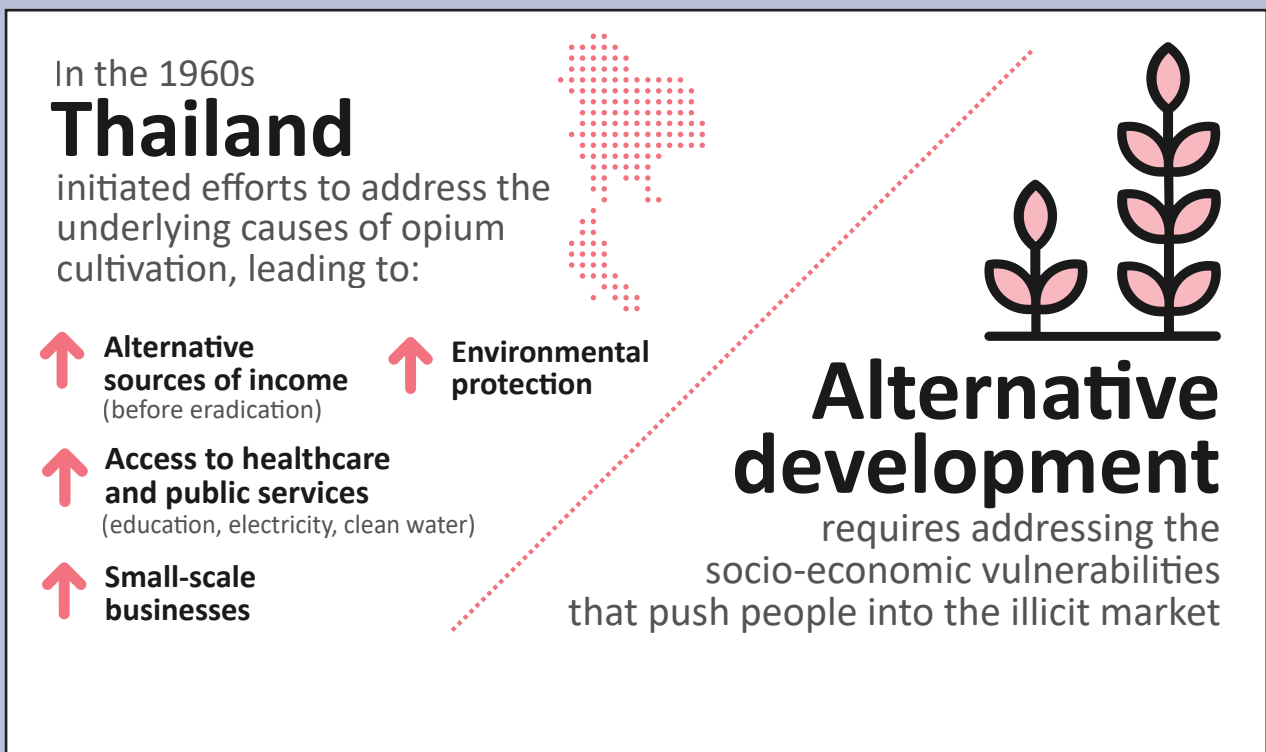 In the 1960s
Thailand
initiated efforts to address the
underlying causes of opium
cultivation, leading to:
Alternative
sources of income
(before eradication)
Environmental
protection
Access to healthcare
and public services
(education, electricity, clean water)
Small-scale
businesses
Alternative
development
requires addressing the
socio-economic vulnerabilities
that push people into the illicit market